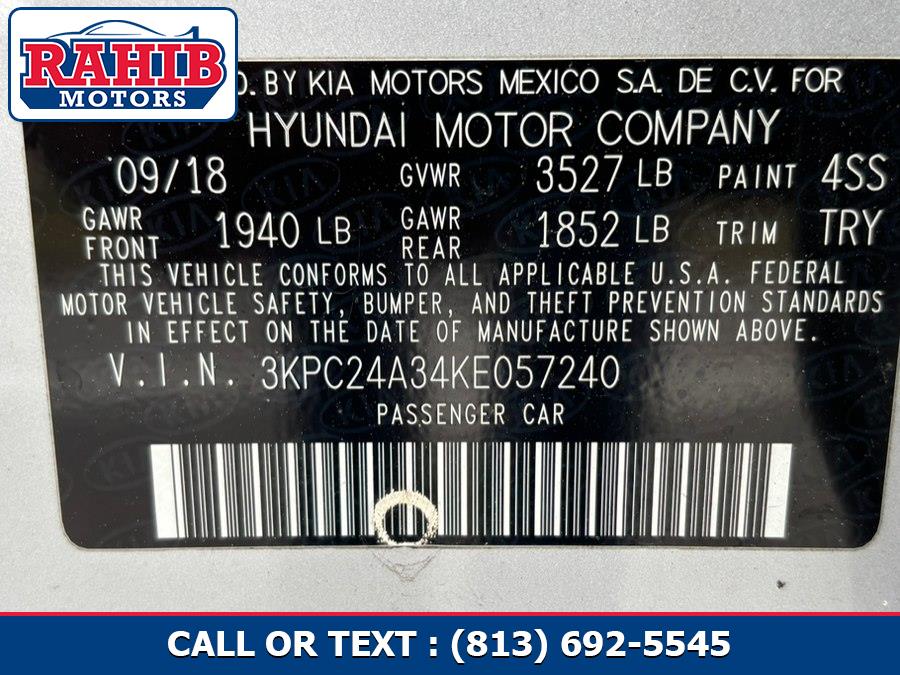 RAHIB
MOTORS
D. BY KIA MOTORS MEXICO S.A. DE C.V. FOR
HYUNDAI MOTOR COMPANY
09/18 GVWR 3527 LB PAINT 4SS
GAWR FRONT 1940 LB GAWR REAR 1852 LB TRIM TRY
THIS VEHICLE CONFORMS TO ALL APPLICABLE U.S.A. FEDERAL
MOTOR VEHICLE SAFETY, BUMPER, AND THEFT PREVENTION STANDARDS
IN EFFECT ON THE DATE OF MANUFACTURE SHOWN ABOVE.
V.I.N. 3KPC24A34KE057240
PASSENGER CAR
CALL OR TEXT : (813) 692-5545